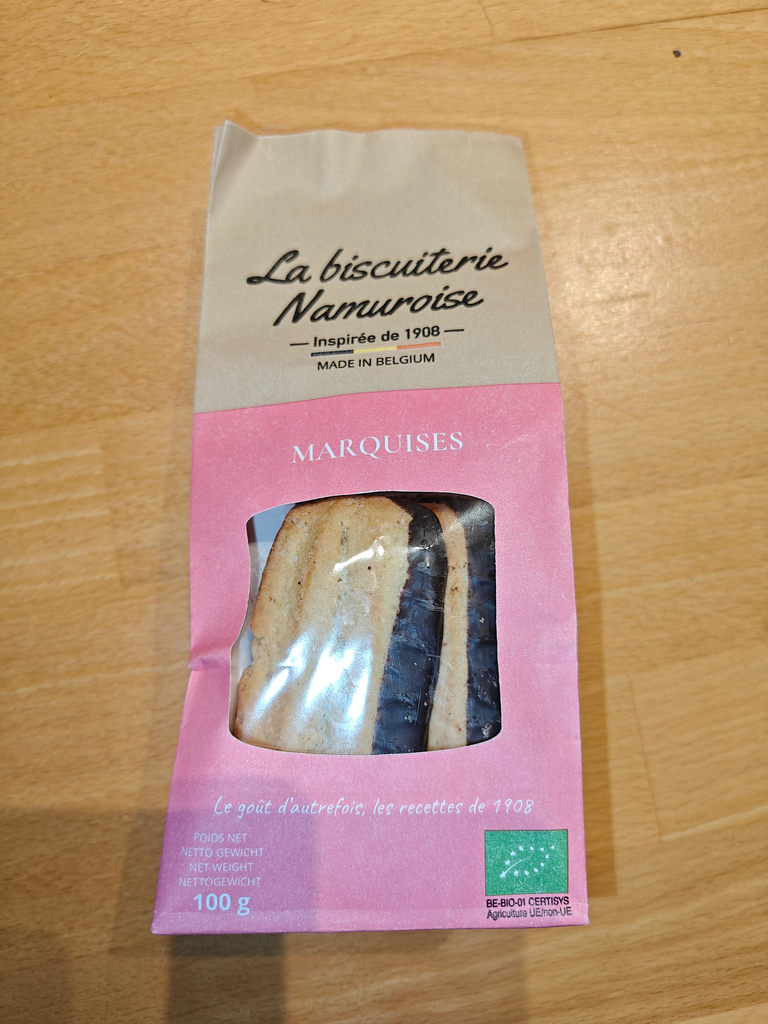 La biscuiterie
Namuroise
— Inspirée de 1908 —
MADE IN BELGIUM
MARQUISES
Le goût d'autrefois, les recettes de 1908
POIDS NET
NETTO GEWICHT
NET WEIGHT
NETTOGEWICHT
100 g
BE-BIO-01 CERTISYS
Agriculture UE/non-UE